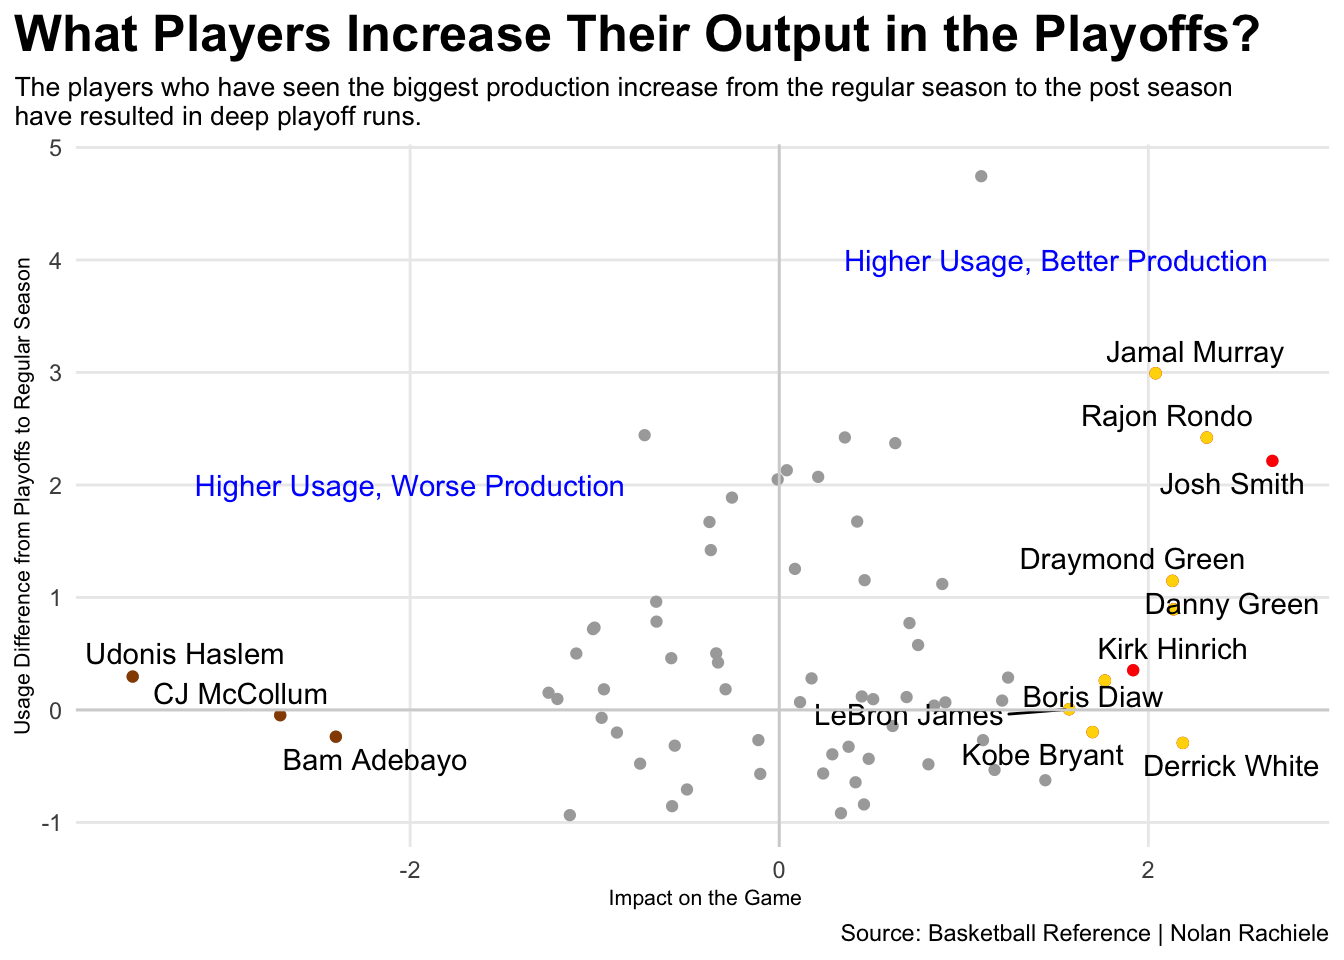 What Players Increase Their Output in the Playoffs?
The players who have seen the biggest production increase from the regular season to the post season
have resulted in deep playoff runs.
5
4
3
2
1
0
-1
Usage Difference from Playoffs to Regular Season
Higher Usage, Better Production
Jamal Murray
Rajon Rondo
Josh Smith
Higher Usage, Worse Production
Draymond Green
Danny Green
Kirk Hinrich
Udonis Haslem
CJ McCollum
Boris Diaw
LeBron James
Kobe Bryant
Bam Adebayo
Derrick White
-2
0
2
Impact on the Game
Source: Basketball Reference | Nolan Rachiele